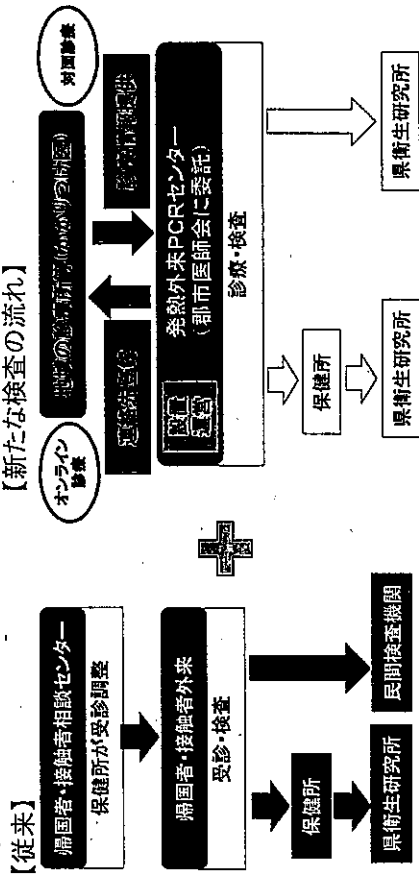 【従来】
帰国者・接触者相談センター
保健所が受診調整
帰国者・接触者外来
受診・検査
保健所
県衛生研究所
民間検査機関
【新たな検査の流れ】
オンライン
診療
対面診療
設置
運営
発熱外来PCRセンター
(郡市医師会に委託)
診療・検査
保健所
県衛生研究所
県衛生研究所